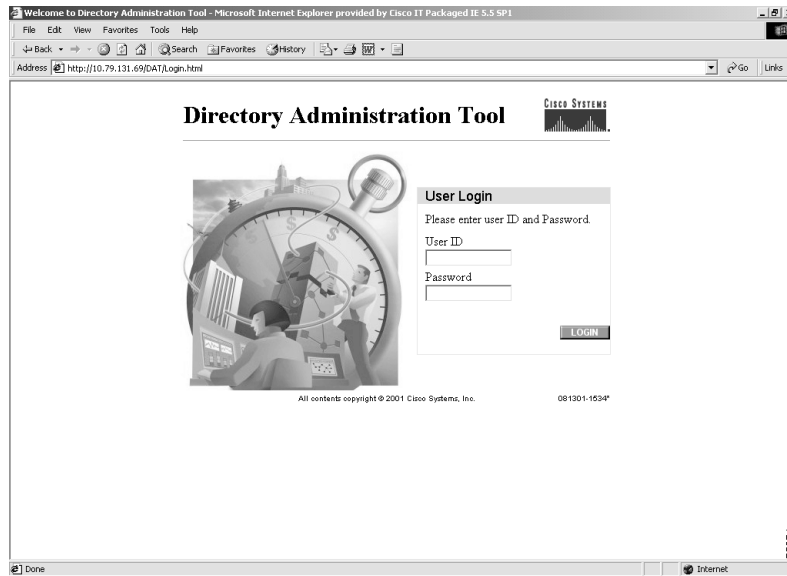 Welcome to Directory Administration Tool - Microsoft Internet Explorer provided by Cisco IT Packaged IE 5.5 SP1
File Edit View Favorites Tools Help
Back Search Favorites History
Address http://10.79.131.69/DAT/Login.html Go Links
Directory Administration Tool
CISCO SYSTEMS
User Login
Please enter user ID and Password.
User ID
Password
LOGIN
All contents copyright © 2001 Cisco Systems, Inc. 081301-1534*
Done Internet